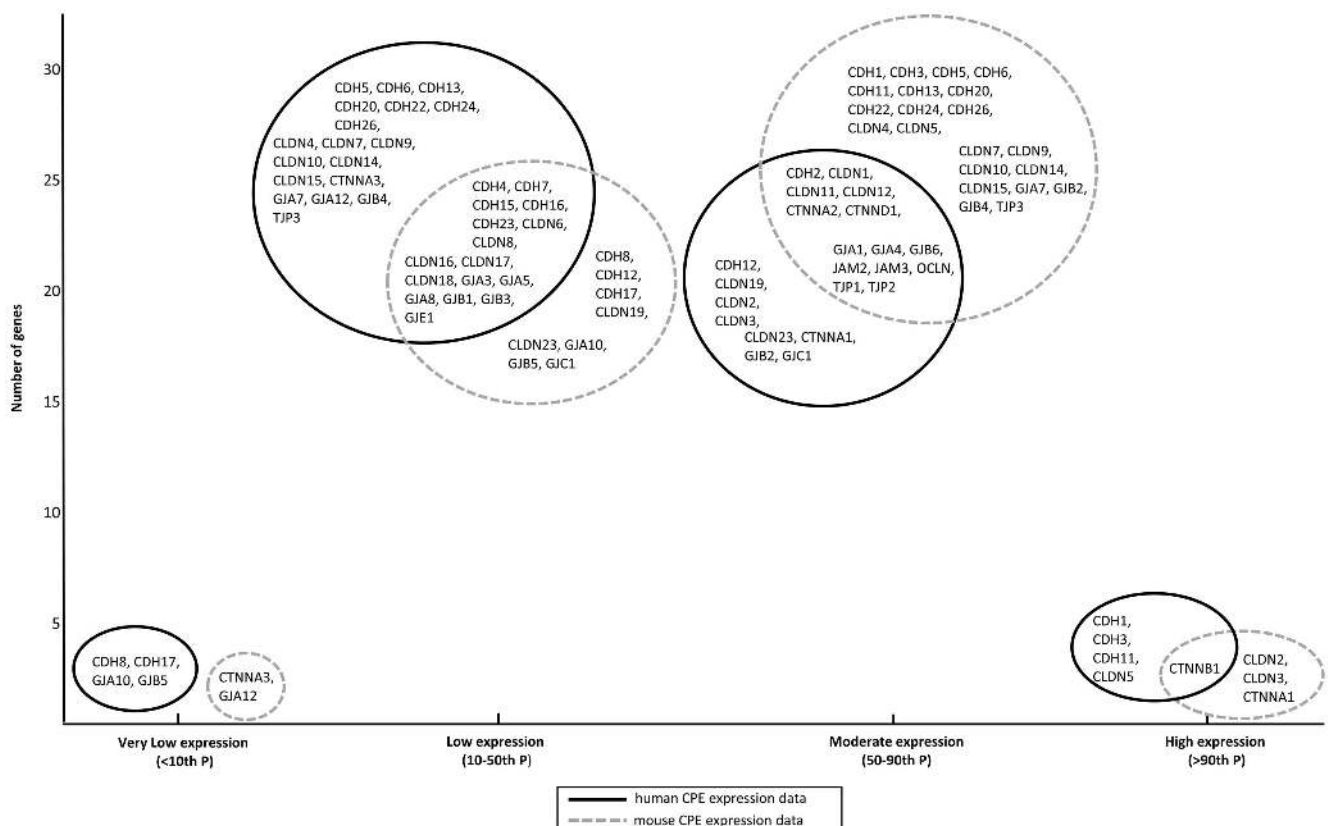 Number of genes
30
25
20
15
10
5
CDH5, CDH6, CDH13,
CDH20, CDH22, CDH24,
CDH26,
CLDN4, CLDN7, CLDN9,
CLDN10, CLDN14,
CLDN15, CTNNA3,
GJA7, GJA12, GJB4,
TJP3
CDH4, CDH7,
CDH15, CDH16,
CDH23, CLDN6,
CLDN8,
CLDN16, CLDN17,
CLDN18, GJA3, GJA5,
GJA8, GJB1, GJB3,
GJE1
CDH8,
CDH12,
CDH17,
CLDN19,
CLDN23, GJA10,
GJB5, GJC1
CDH1, CDH3, CDH5, CDH6,
CDH11, CDH13, CDH20,
CDH22, CDH24, CDH26,
CLDN4, CLDN5,
CLDN7, CLDN9,
CLDN10, CLDN14,
CLDN15, GJA7, GJB2,
GJB4, TJP3
CDH2, CLDN1,
CLDN11, CLDN12,
CTNNA2, CTNND1,
GJA1, GJA4, GJB6,
JAM2, JAM3, OCLN,
TJP1, TJP2
CDH12,
CLDN19,
CLDN2,
CLDN3,
CLDN23, CTNNA1,
GJB2, GJC1
CDH8, CDH17,
GJA10, GJB5
CTNNA3,
GJA12
CDH1,
CDH3,
CDH11,
CLDN5
CTNNB1
CLDN2,
CLDN3,
CTNNA1
Very Low expression
(<10th P)
Low expression
(10-50th P)
Moderate expression
(50-90th P)
High expression
(>90th P)
human CPE expression data
mouse CPE expression data